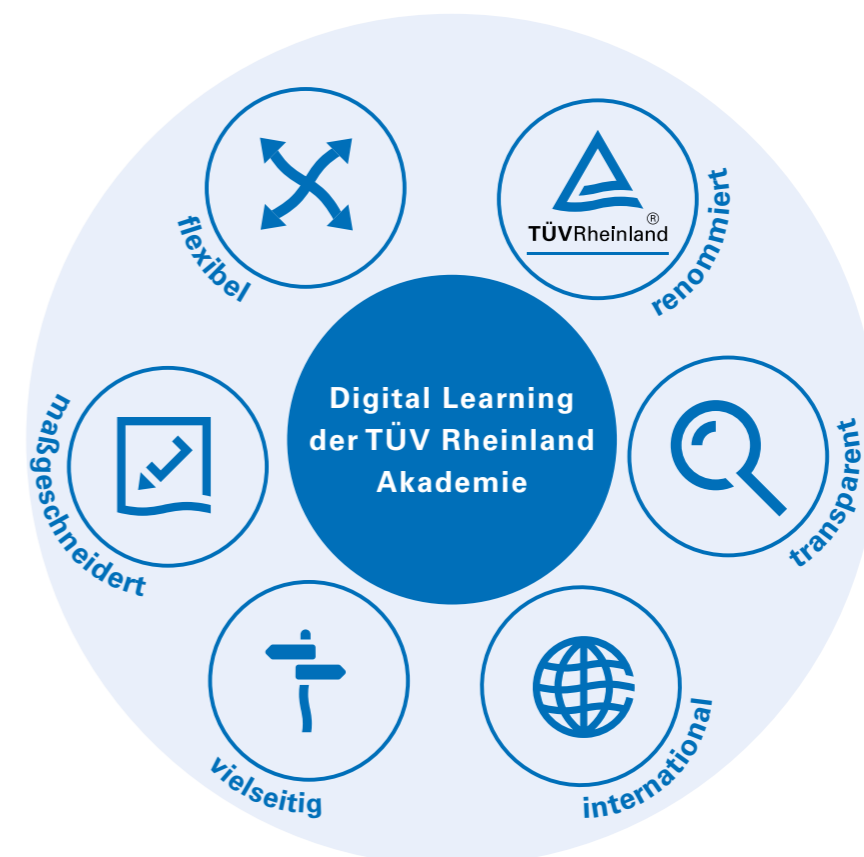 flexibel
TÜVRheinland®
renommiert
Digital Learning
der TÜV Rheinland
Akademie
maßgeschneidert
transparent
vielseitig
international